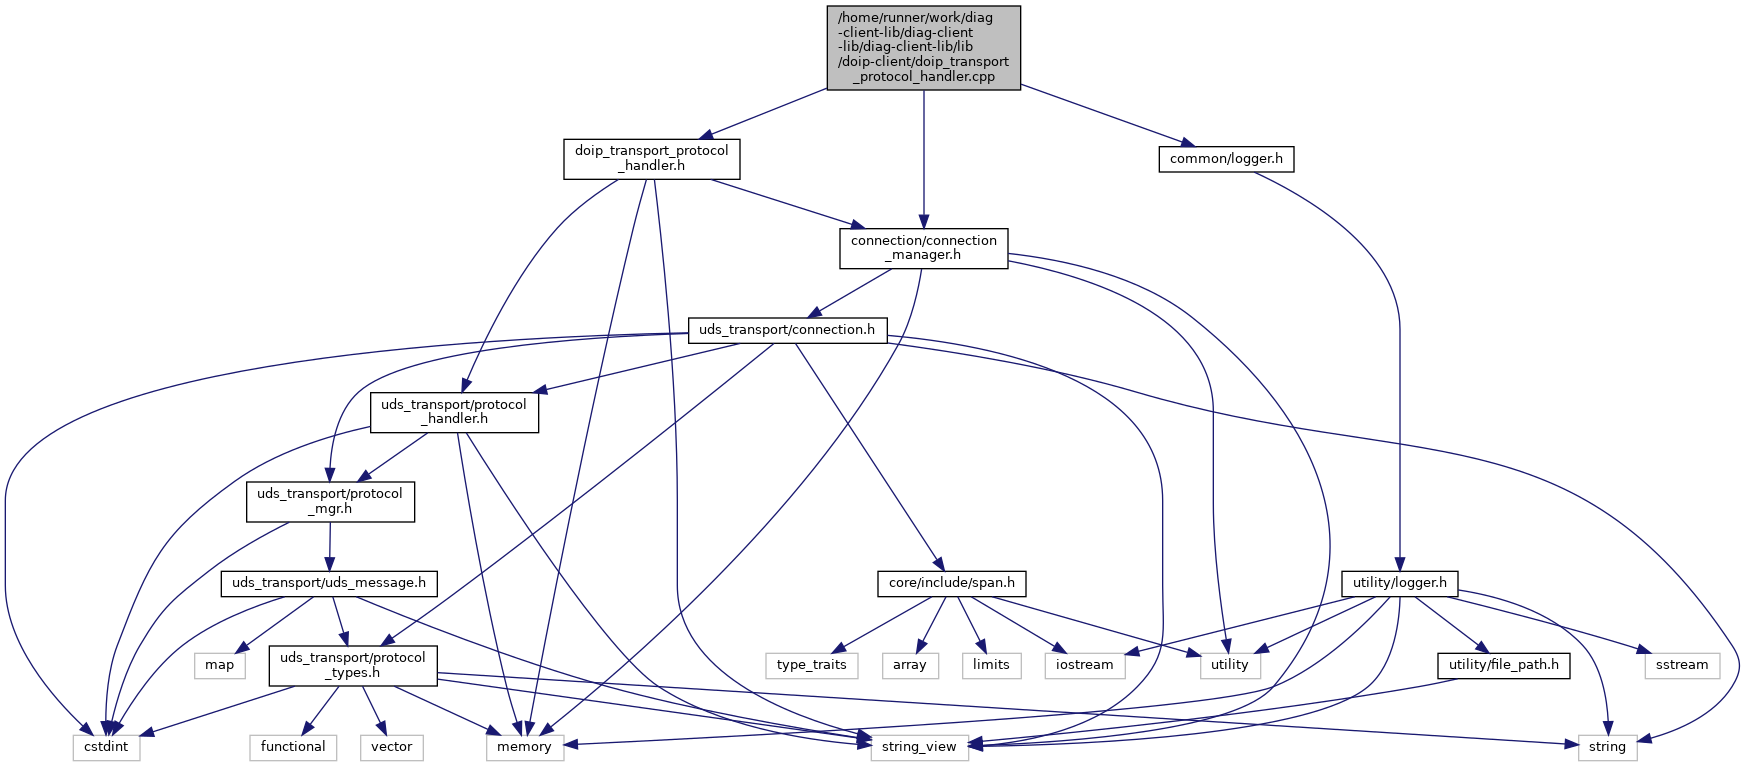 /home/runner/work/diag
-client-lib/diag-client
-lib/diag-client-lib/lib
/doip-client/doip_transport
_protocol_handler.cpp
doip_transport_protocol
_handler.h
common/logger.h
connection/connection
_manager.h
uds_transport/connection.h
uds_transport/protocol
_handler.h
uds_transport/protocol
_mgr.h
uds_transport/uds_message.h
core/include/span.h
utility/logger.h
map
uds_transport/protocol
_types.h
type_traits
array
limits
iostream
utility
utility/file_path.h
sstream
cstdint
functional
vector
memory
string_view
string